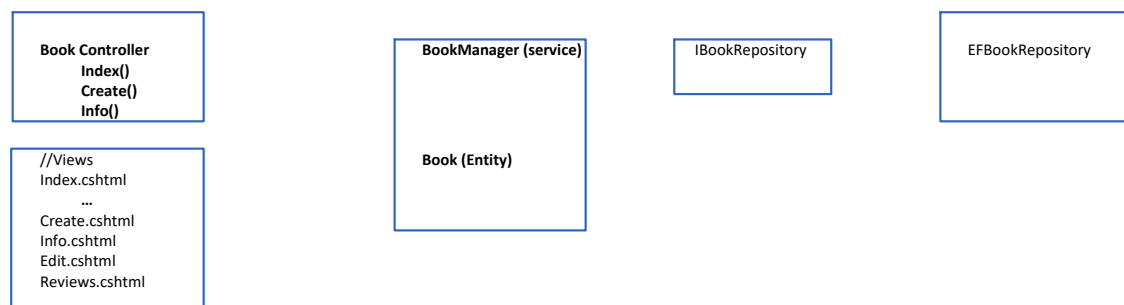 Book Controller
Index()
Create()
Info()
//Views
Index.cshtml
…
Create.cshtml
Info.cshtml
Edit.cshtml
Reviews.cshtml
BookManager (service)
Book (Entity)
IBookRepository
EFBookRepository